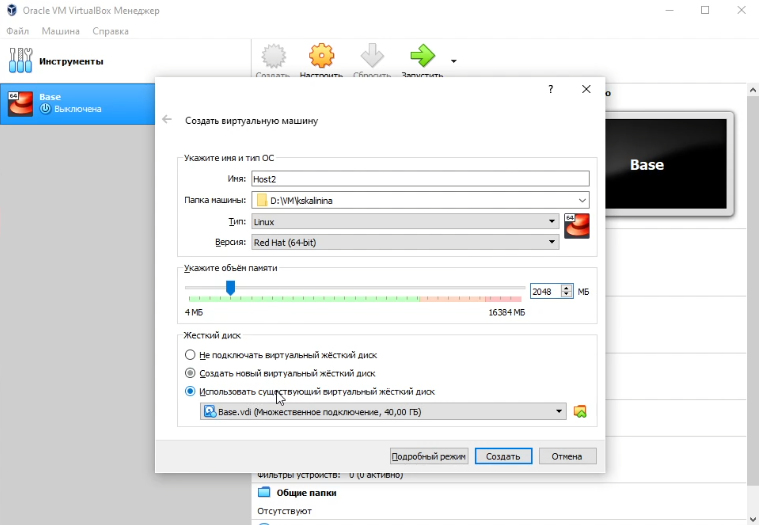 Oracle VM VirtualBox Менеджер
Файл Машина Справка
Инструменты
Создать Настроить Сбросить Запустить
64
Base
Выключена
?
Создать виртуальную машину
Укажите имя и тип ОС
Имя: Host2
Папка машины: D:\VM\kskalinina
Тип: Linux
64
Версия: Red Hat (64-bit)
Укажите объём памяти
2048 МБ
4 МБ 16384 МБ
Жесткий диск
Не подключать виртуальный жёсткий диск
Создать новый виртуальный жёсткий диск
Использовать существующий виртуальный жёсткий диск
Base.vdi (Множественное подключение, 40,00 ГБ)
Подробный режим Создать Отмена
Base
Фильтры устройств: 0 (0 активно)
Общие папки
Отсутствуют